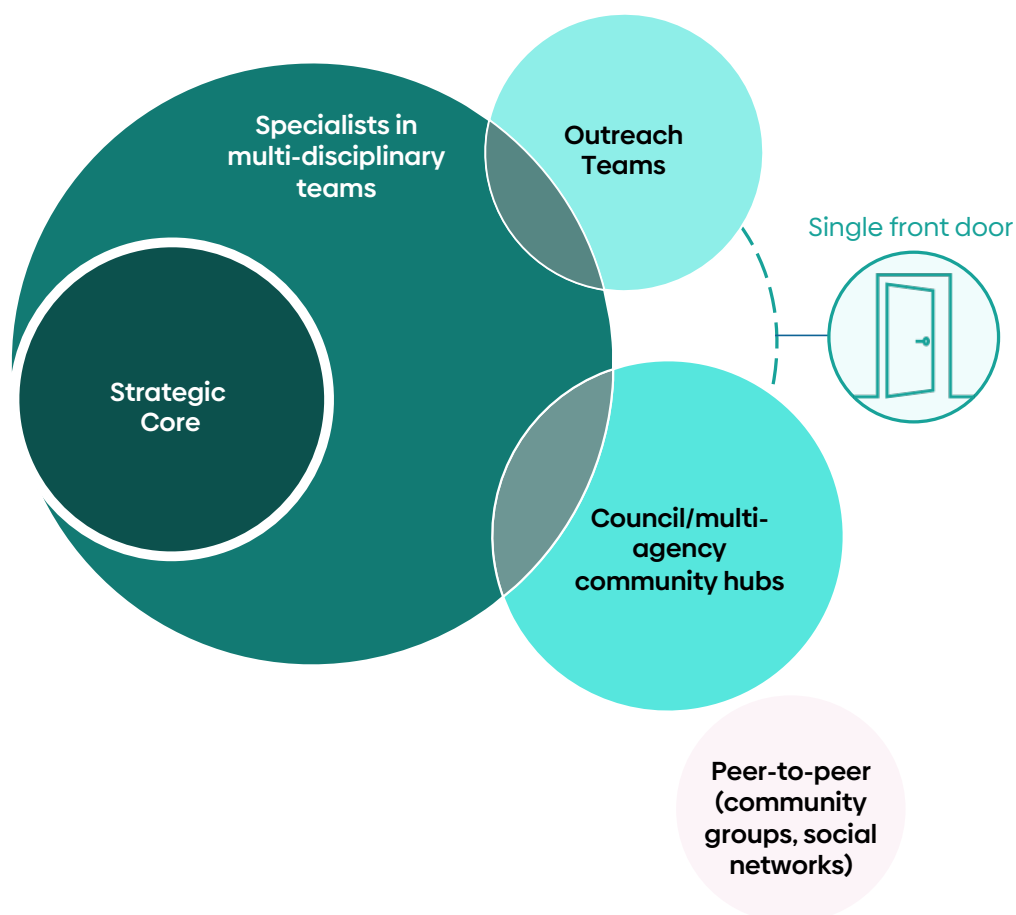 Specialists in
multi-disciplinary
teams
Outreach
Teams
Single front door
Strategic
Core
Council/multi-
agency
community hubs
Peer-to-peer
(community
groups, social
networks)